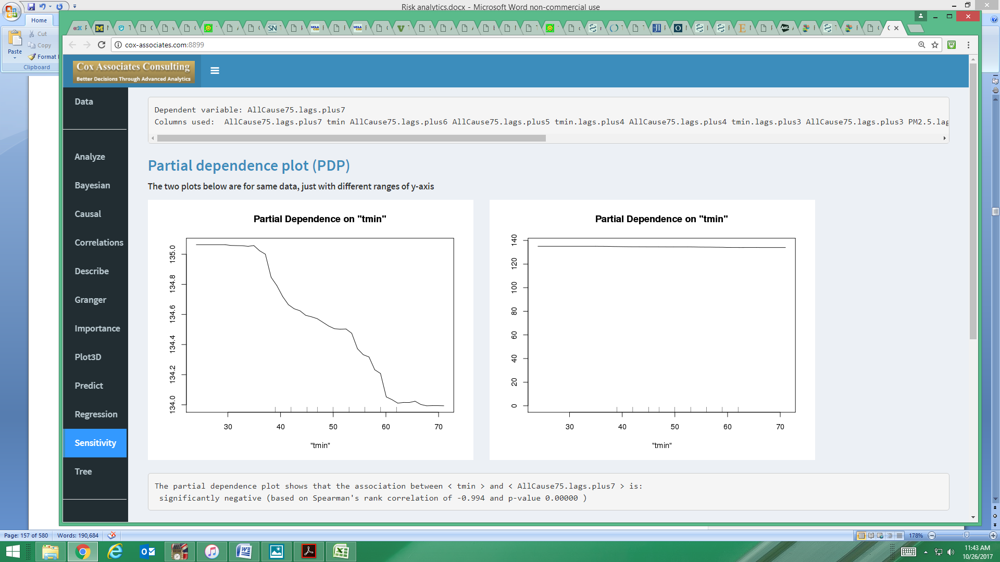 Risk analytics.docx - Microsoft Word non-commercial use
Home
Cut
Copy
Format
Paste
Clipboard
cox-associates.com:8899
Cox Associates Consulting
Better Decisions Through Advanced Analytics
Data
Analyze
Bayesian
Causal
Correlations
Describe
Granger
Importance
Plot3D
Predict
Regression
Sensitivity
Tree
Dependent variable: AllCause75.lags.plus7
Columns used: AllCause75.lags.plus7 tmin AllCause75.lags.plus6 AllCause75.lags.plus5 tmin.lags.plus4 AllCause75.lags.plus4 tmin.lags.plus3 AllCause75.lags.plus3 PM2.5.lag
Partial dependence plot (PDP)
The two plots below are for same data, just with different ranges of y-axis
Partial Dependence on "tmin"
135.0
134.8
134.6
134.4
134.2
134.0
30 40 50 60 70
"tmin"
Partial Dependence on "tmin"
140
120
100
80
60
40
20
0
30 40 50 60 70
"tmin"
The partial dependence plot shows that the association between < tmin > and < AllCause75.lags.plus7 > is:
significantly negative (based on Spearman's rank correlation of -0.994 and p-value 0.00000 )
Page: 157 of 580 Words: 190,684
178%
11:43 AM
10/26/2017